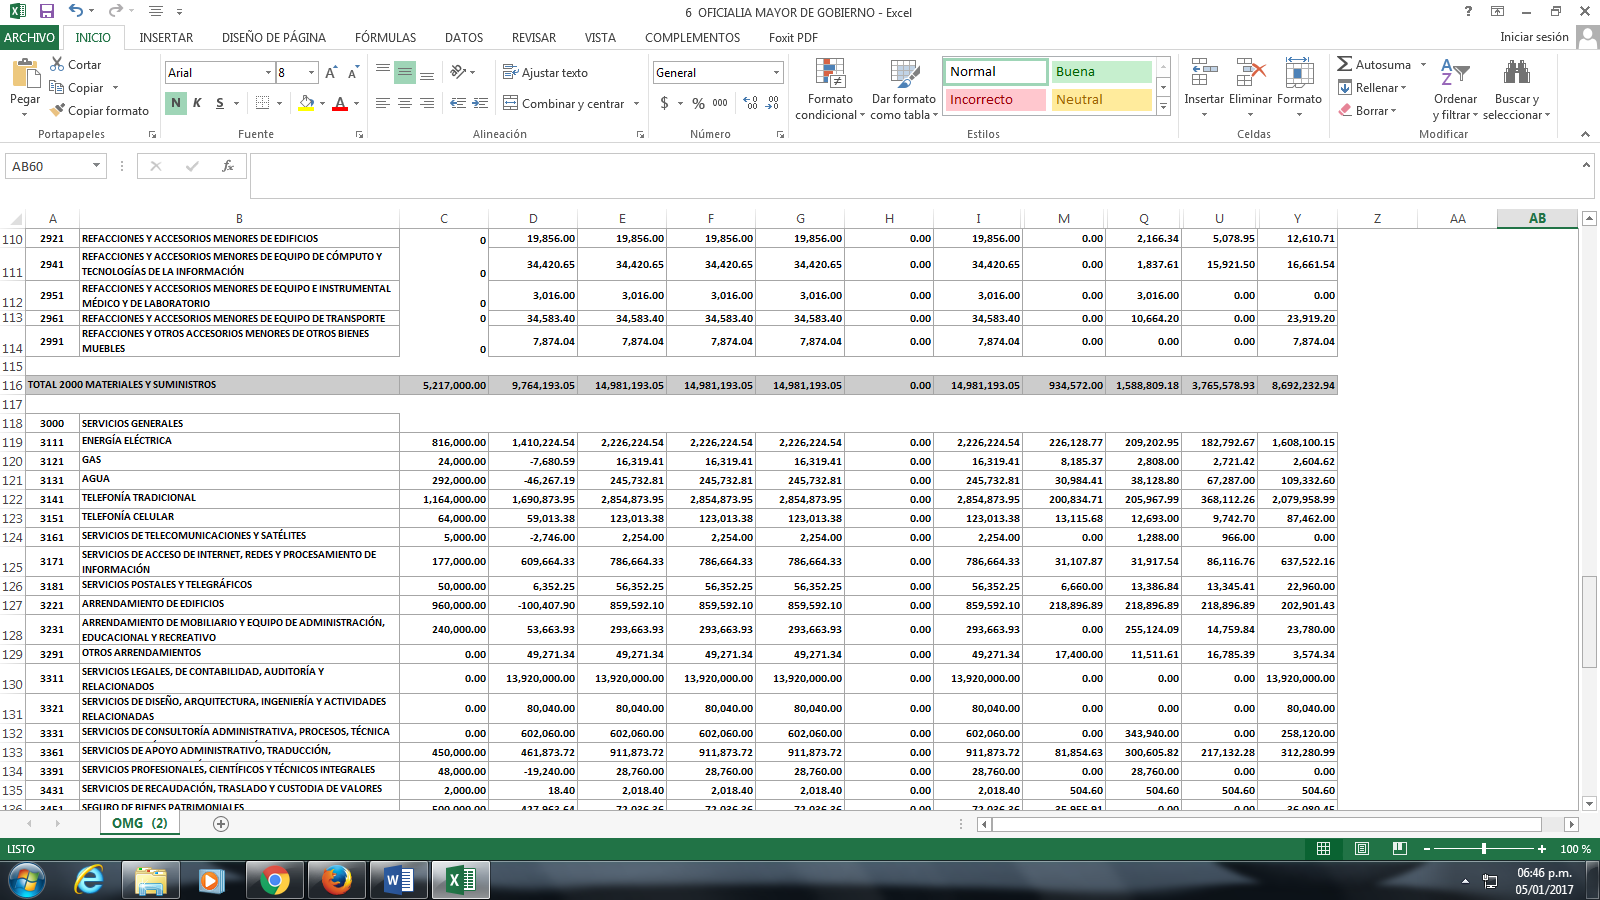 6 OFICIALIA MAYOR DE GOBIERNO - Excel
ARCHIVO INICIO INSERTAR DISEÑO DE PÁGINA FÓRMULAS DATOS REVISAR VISTA COMPLEMENTOS Foxit PDF Iniciar sesión
Pegar
Cortar
Copiar
Copiar formato
Portapapeles
Arial 8
N K S
Fuente
Ajustar texto
Combinar y centrar
Alineación
General
$ % 000
Número
Formato condicional
Dar formato como tabla
Normal Buena
Incorrecto Neutral
Estilos
Insertar Eliminar Formato
Celdas
Autosuma
Rellenar
Borrar
Ordenar y filtrar
Buscar y seleccionar
Modificar
AB60 fx
A B C D E F G H I M Q U Y Z AA AB
110 2921 REFACCIONES Y ACCESORIOS MENORES DE EDIFICIOS 0 19,856.00 19,856.00 19,856.00 19,856.00 0.00 19,856.00 0.00 2,166.34 5,078.95 12,610.71
111 2941 REFACCIONES Y ACCESORIOS MENORES DE EQUIPO DE CÓMPUTO Y
TECNOLOGÍAS DE LA INFORMACIÓN 0 34,420.65 34,420.65 34,420.65 34,420.65 0.00 34,420.65 0.00 1,837.61 15,921.50 16,661.54
112 2951 REFACCIONES Y ACCESORIOS MENORES DE EQUIPO E INSTRUMENTAL
MÉDICO Y DE LABORATORIO 0 3,016.00 3,016.00 3,016.00 3,016.00 0.00 3,016.00 0.00 3,016.00 0.00 0.00
113 2961 REFACCIONES Y ACCESORIOS MENORES DE EQUIPO DE TRANSPORTE 0 34,583.40 34,583.40 34,583.40 34,583.40 0.00 34,583.40 0.00 10,664.20 0.00 23,919.20
114 2991 REFACCIONES Y OTROS ACCESORIOS MENORES DE OTROS BIENES
MUEBLES 0 7,874.04 7,874.04 7,874.04 7,874.04 0.00 7,874.04 0.00 0.00 0.00 7,874.04
115
116 TOTAL 2000 MATERIALES Y SUMINISTROS 5,217,000.00 9,764,193.05 14,981,193.05 14,981,193.05 14,981,193.05 0.00 14,981,193.05 934,572.00 1,588,809.18 3,765,578.93 8,692,232.94
117
118 3000 SERVICIOS GENERALES
119 3111 ENERGÍA ELÉCTRICA 816,000.00 1,410,224.54 2,226,224.54 2,226,224.54 2,226,224.54 0.00 2,226,224.54 226,128.77 209,202.95 182,792.67 1,608,100.15
120 3121 GAS 24,000.00 -7,680.59 16,319.41 16,319.41 16,319.41 0.00 16,319.41 8,185.37 2,808.00 2,721.42 2,604.62
121 3131 AGUA 292,000.00 -46,267.19 245,732.81 245,732.81 245,732.81 0.00 245,732.81 30,984.41 38,128.80 67,287.00 109,332.60
122 3141 TELEFONÍA TRADICIONAL 1,164,000.00 1,690,873.95 2,854,873.95 2,854,873.95 2,854,873.95 0.00 2,854,873.95 200,834.71 205,967.99 368,112.26 2,079,958.99
123 3151 TELEFONÍA CELULAR 64,000.00 59,013.38 123,013.38 123,013.38 123,013.38 0.00 123,013.38 13,115.68 12,693.00 9,742.70 87,462.00
124 3161 SERVICIOS DE TELECOMUNICACIONES Y SATÉLITES 5,000.00 -2,746.00 2,254.00 2,254.00 2,254.00 0.00 2,254.00 0.00 1,288.00 966.00 0.00
125 3171 SERVICIOS DE ACCESO DE INTERNET, REDES Y PROCESAMIENTO DE
INFORMACIÓN 177,000.00 609,664.33 786,664.33 786,664.33 786,664.33 0.00 786,664.33 31,107.87 31,917.54 86,116.76 637,522.16
126 3181 SERVICIOS POSTALES Y TELEGRÁFICOS 50,000.00 6,352.25 56,352.25 56,352.25 56,352.25 0.00 56,352.25 6,660.00 13,386.84 13,345.41 22,960.00
127 3221 ARRENDAMIENTO DE EDIFICIOS 960,000.00 -100,407.90 859,592.10 859,592.10 859,592.10 0.00 859,592.10 218,896.89 218,896.89 218,896.89 202,901.43
128 3231 ARRENDAMIENTO DE MOBILIARIO Y EQUIPO DE ADMINISTRACIÓN,
EDUCACIONAL Y RECREATIVO 240,000.00 53,663.93 293,663.93 293,663.93 293,663.93 0.00 293,663.93 0.00 255,124.09 14,759.84 23,780.00
129 3291 OTROS ARRENDAMIENTOS 0.00 49,271.34 49,271.34 49,271.34 49,271.34 0.00 49,271.34 17,400.00 11,511.61 16,785.39 3,574.34
130 3311 SERVICIOS LEGALES, DE CONTABILIDAD, AUDITORÍA Y
RELACIONADOS 0.00 13,920,000.00 13,920,000.00 13,920,000.00 13,920,000.00 0.00 13,920,000.00 0.00 0.00 0.00 13,920,000.00
131 3321 SERVICIOS DE DISEÑO, ARQUITECTURA, INGENIERÍA Y ACTIVIDADES
RELACIONADAS 0.00 80,040.00 80,040.00 80,040.00 80,040.00 0.00 80,040.00 0.00 0.00 0.00 80,040.00
132 3331 SERVICIOS DE CONSULTORÍA ADMINISTRATIVA, PROCESOS, TÉCNICA 0.00 602,060.00 602,060.00 602,060.00 602,060.00 0.00 602,060.00 0.00 343,940.00 0.00 258,120.00
133 3361 SERVICIOS DE APOYO ADMINISTRATIVO, TRADUCCIÓN, 450,000.00 461,873.72 911,873.72 911,873.72 911,873.72 0.00 911,873.72 81,854.63 300,605.82 217,132.28 312,280.99
134 3391 SERVICIOS PROFESIONALES, CIENTÍFICOS Y TÉCNICOS INTEGRALES 48,000.00 -19,240.00 28,760.00 28,760.00 28,760.00 0.00 28,760.00 0.00 28,760.00 0.00 0.00
135 3431 SERVICIOS DE RECAUDACIÓN, TRASLADO Y CUSTODIA DE VALORES 2,000.00 18.40 2,018.40 2,018.40 2,018.40 0.00 2,018.40 504.60 504.60 504.60 504.60
136 3451 SEGURO DE BIENES PATRIMONIALES
OMG (2)
LISTO 100 %
06:46 p.m.
05/01/2017